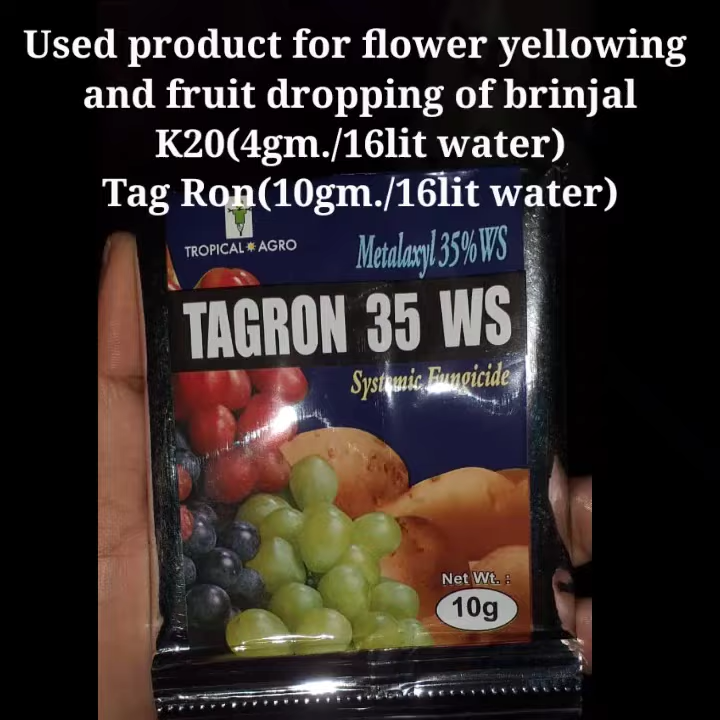 Used product for flower yellowing
and fruit dropping of brinjal
K20(4gm./16lit water)
Tag Ron(10gm./16lit water)
TROPICAL AGRO
Metalaxyl 35% WS
TAGRON 35 WS
Systemic Fungicide
Net Wt. :
10g